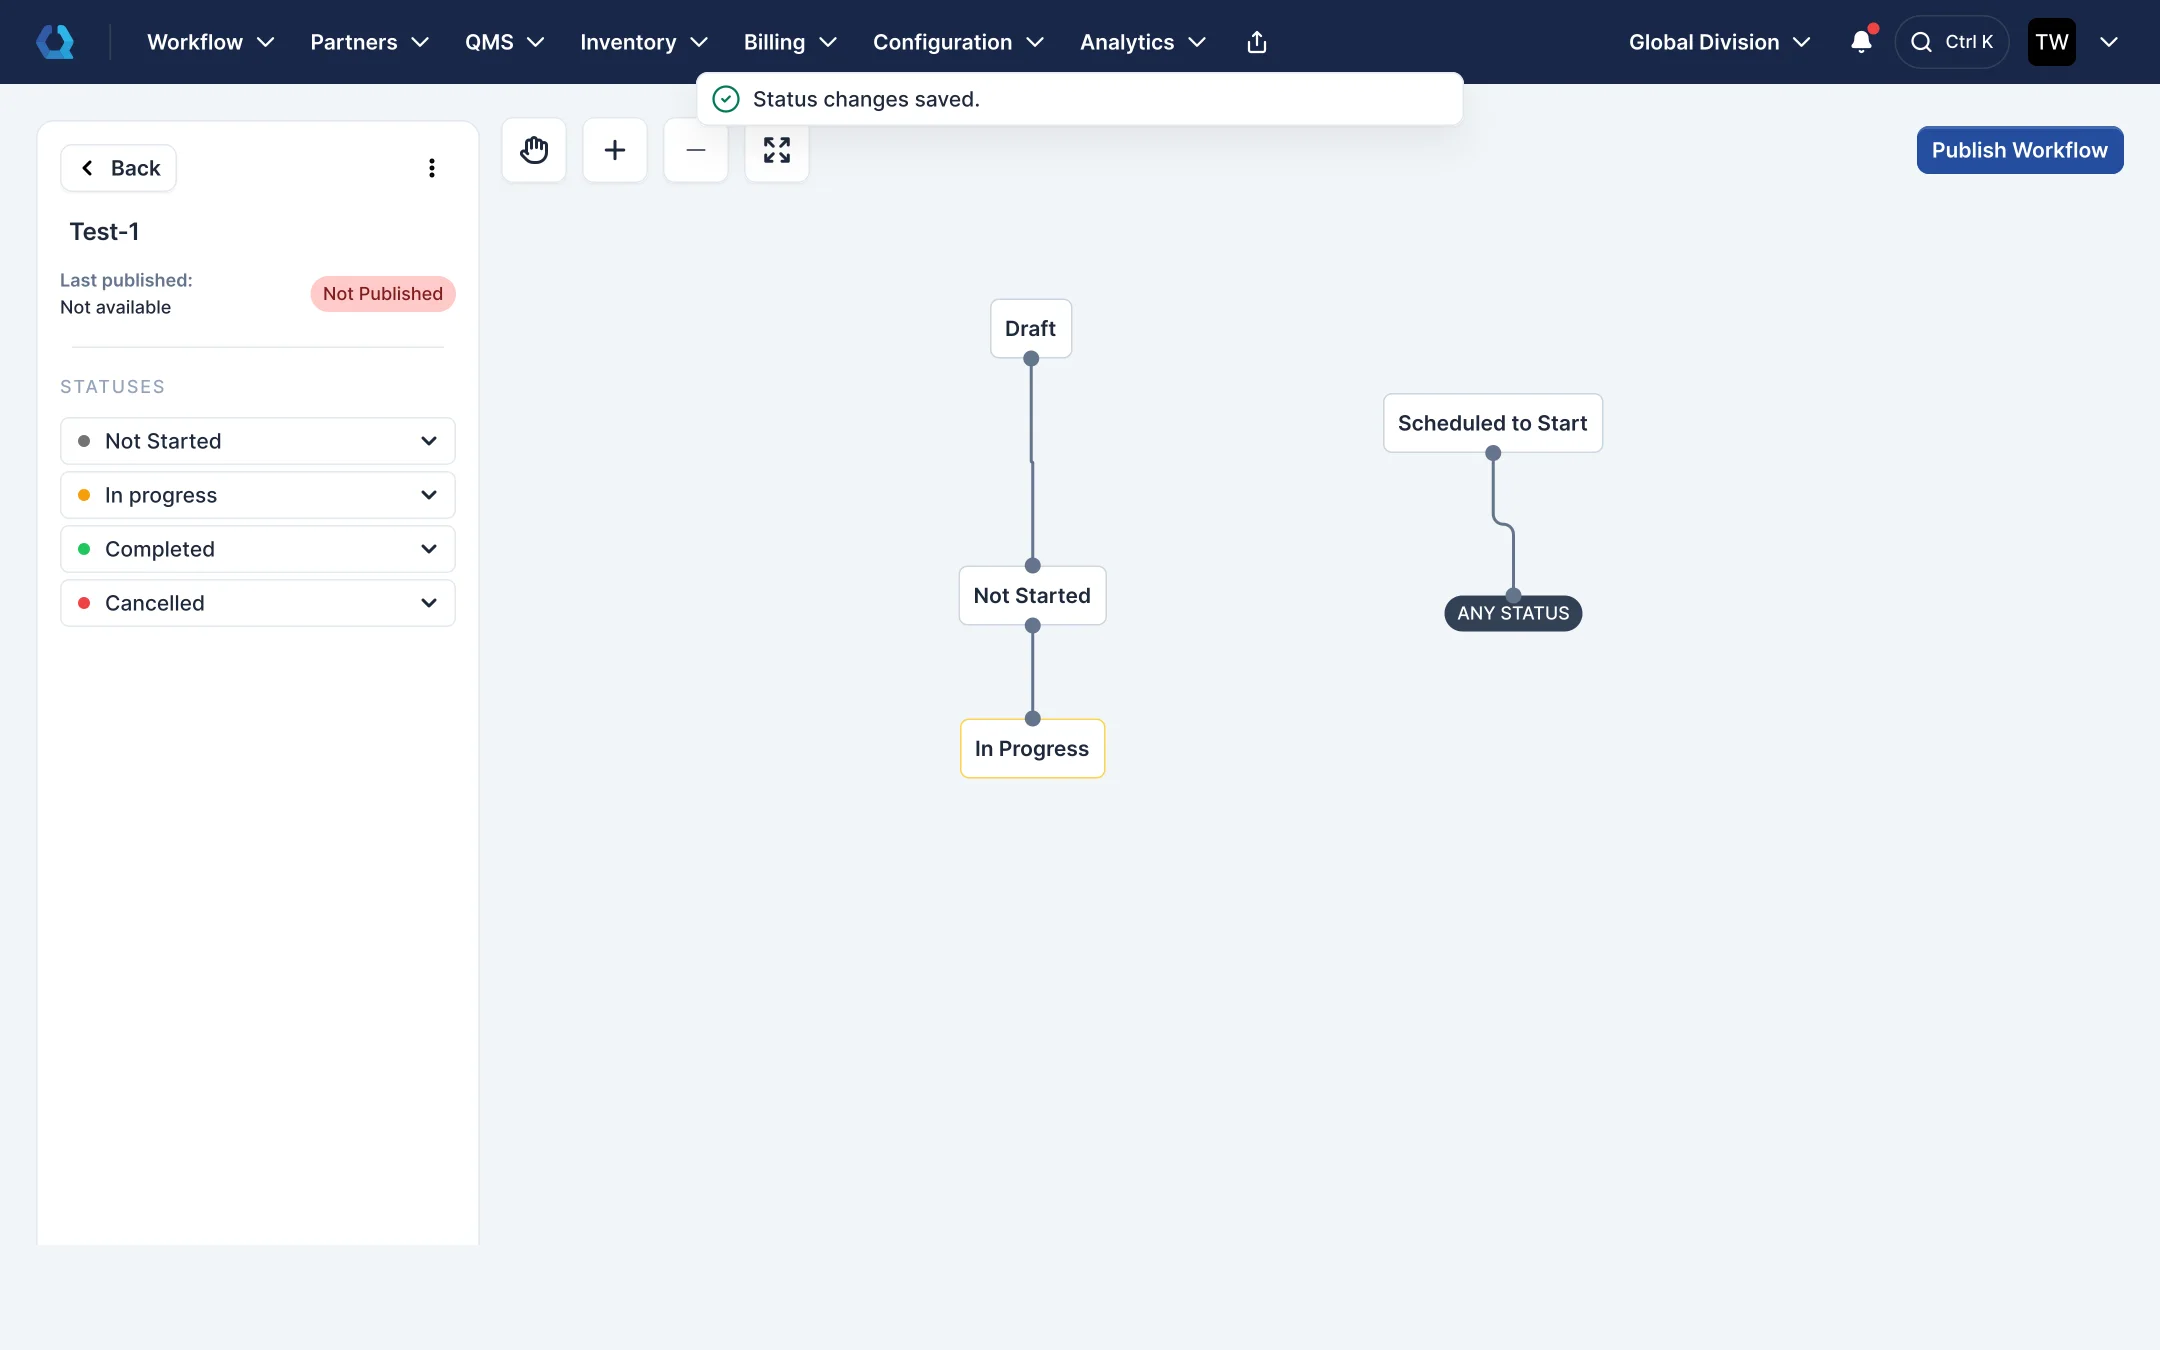 Workflow Partners QMS Inventory Billing Configuration Analytics Global Division Ctrl K TW
Status changes saved.
Back
Publish Workflow
Test-1
Last published:
Not available
Not Published
STATUSES
Not Started
In progress
Completed
Cancelled
Draft
Scheduled to Start
Not Started
ANY STATUS
In Progress